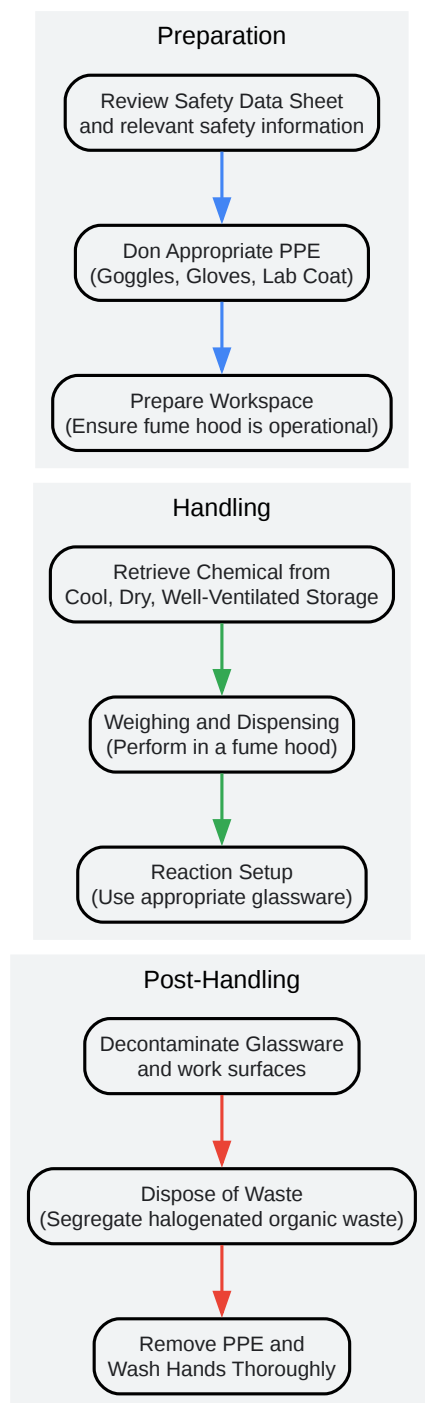 Preparation
Review Safety Data Sheet
and relevant safety information
Don Appropriate PPE
(Goggles, Gloves, Lab Coat)
Prepare Workspace
(Ensure fume hood is operational)
Handling
Retrieve Chemical from
Cool, Dry, Well-Ventilated Storage
Weighing and Dispensing
(Perform in a fume hood)
Reaction Setup
(Use appropriate glassware)
Post-Handling
Decontaminate Glassware
and work surfaces
Dispose of Waste
(Segregate halogenated organic waste)
Remove PPE and
Wash Hands Thoroughly